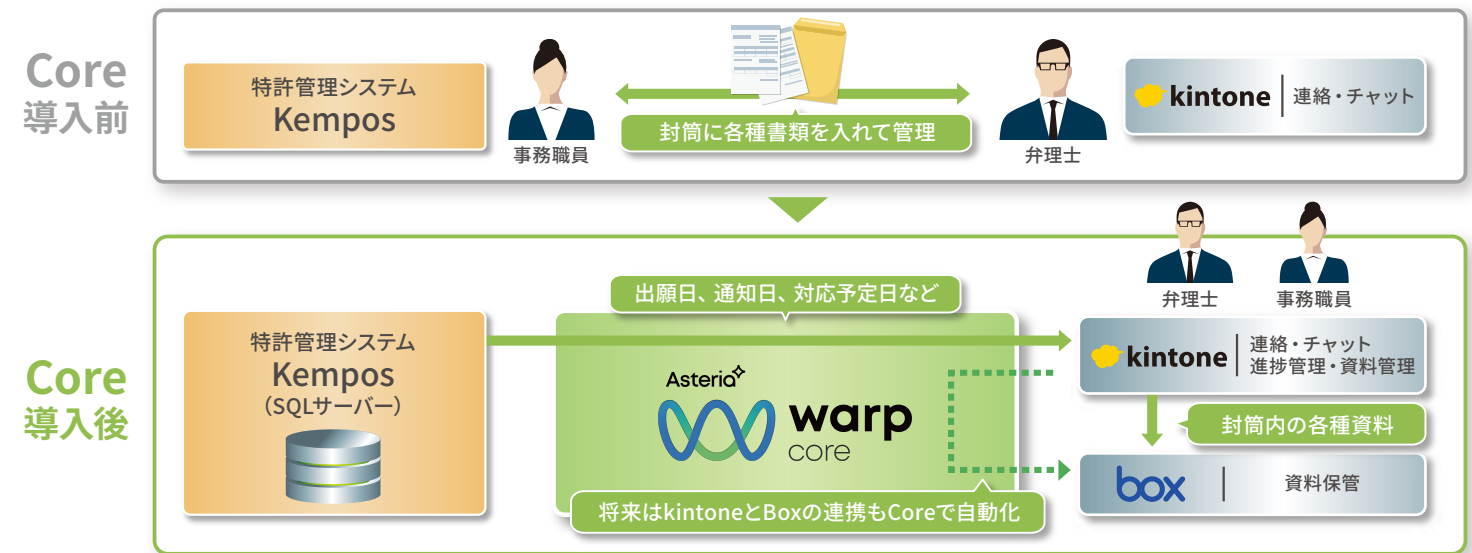 Core
導入前
特許管理システム
Kempos
事務職員
封筒に各種書類を入れて管理
弁理士
kintone
連絡・チャット
弁理士
事務職員
Core
導入後
特許管理システム
Kempos
（SQLサーバー）
出願日、通知日、対応予定日など
Asteria
warp
core
将来はkintoneとBoxの連携もCoreで自動化
kintone
連絡・チャット
進捗管理・資料管理
封筒内の各種資料
box
資料保管